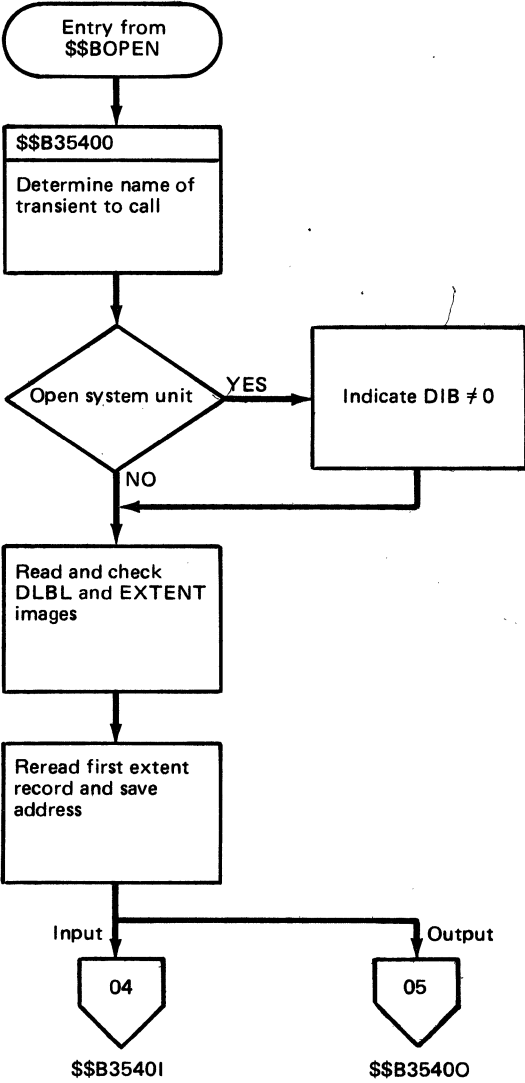 Entry from
$$BOPEN
$$B35400
Determine name of
transient to call
Open system unit
YES
Indicate DIB ≠ 0
NO
Read and check
DLBL and EXTENT
images
Reread first extent
record and save
address
Input
Output
04
05
$$B3540I
$$B3540O